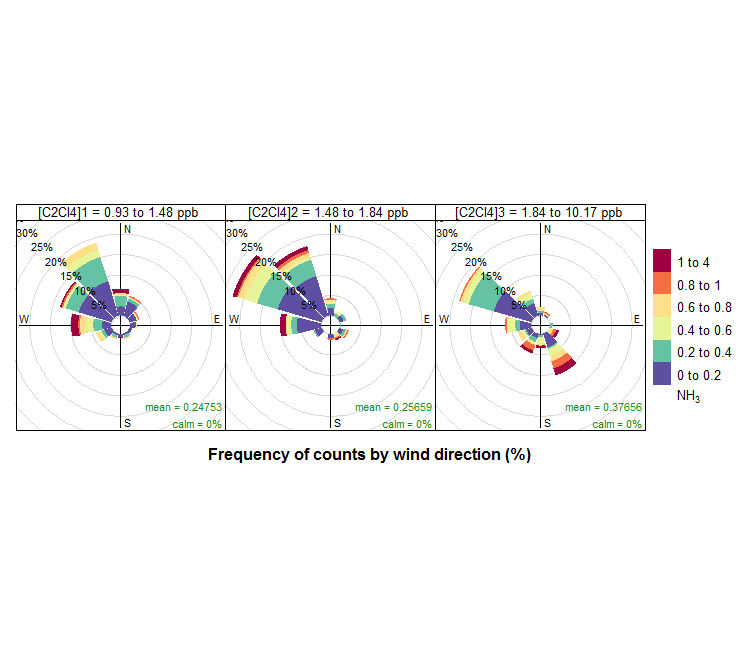 [C2Cl4]1 = 0.93 to 1.48 ppb
[C2Cl4]2 = 1.48 to 1.84 ppb
[C2Cl4]3 = 1.84 to 10.17 ppb
N
30%
25%
20%
15%
10%
5%
W
E
S
mean = 0.24753
calm = 0%
N
30%
25%
20%
15%
10%
5%
W
E
S
mean = 0.25659
calm = 0%
N
30%
25%
20%
15%
10%
5%
W
E
S
mean = 0.37656
calm = 0%
1 to 4
0.8 to 1
0.6 to 0.8
0.4 to 0.6
0.2 to 0.4
0 to 0.2
NH3
Frequency of counts by wind direction (%)